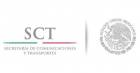 SCT
SECRETARÍA DE COMUNICACIONES
Y TRANSPORTES